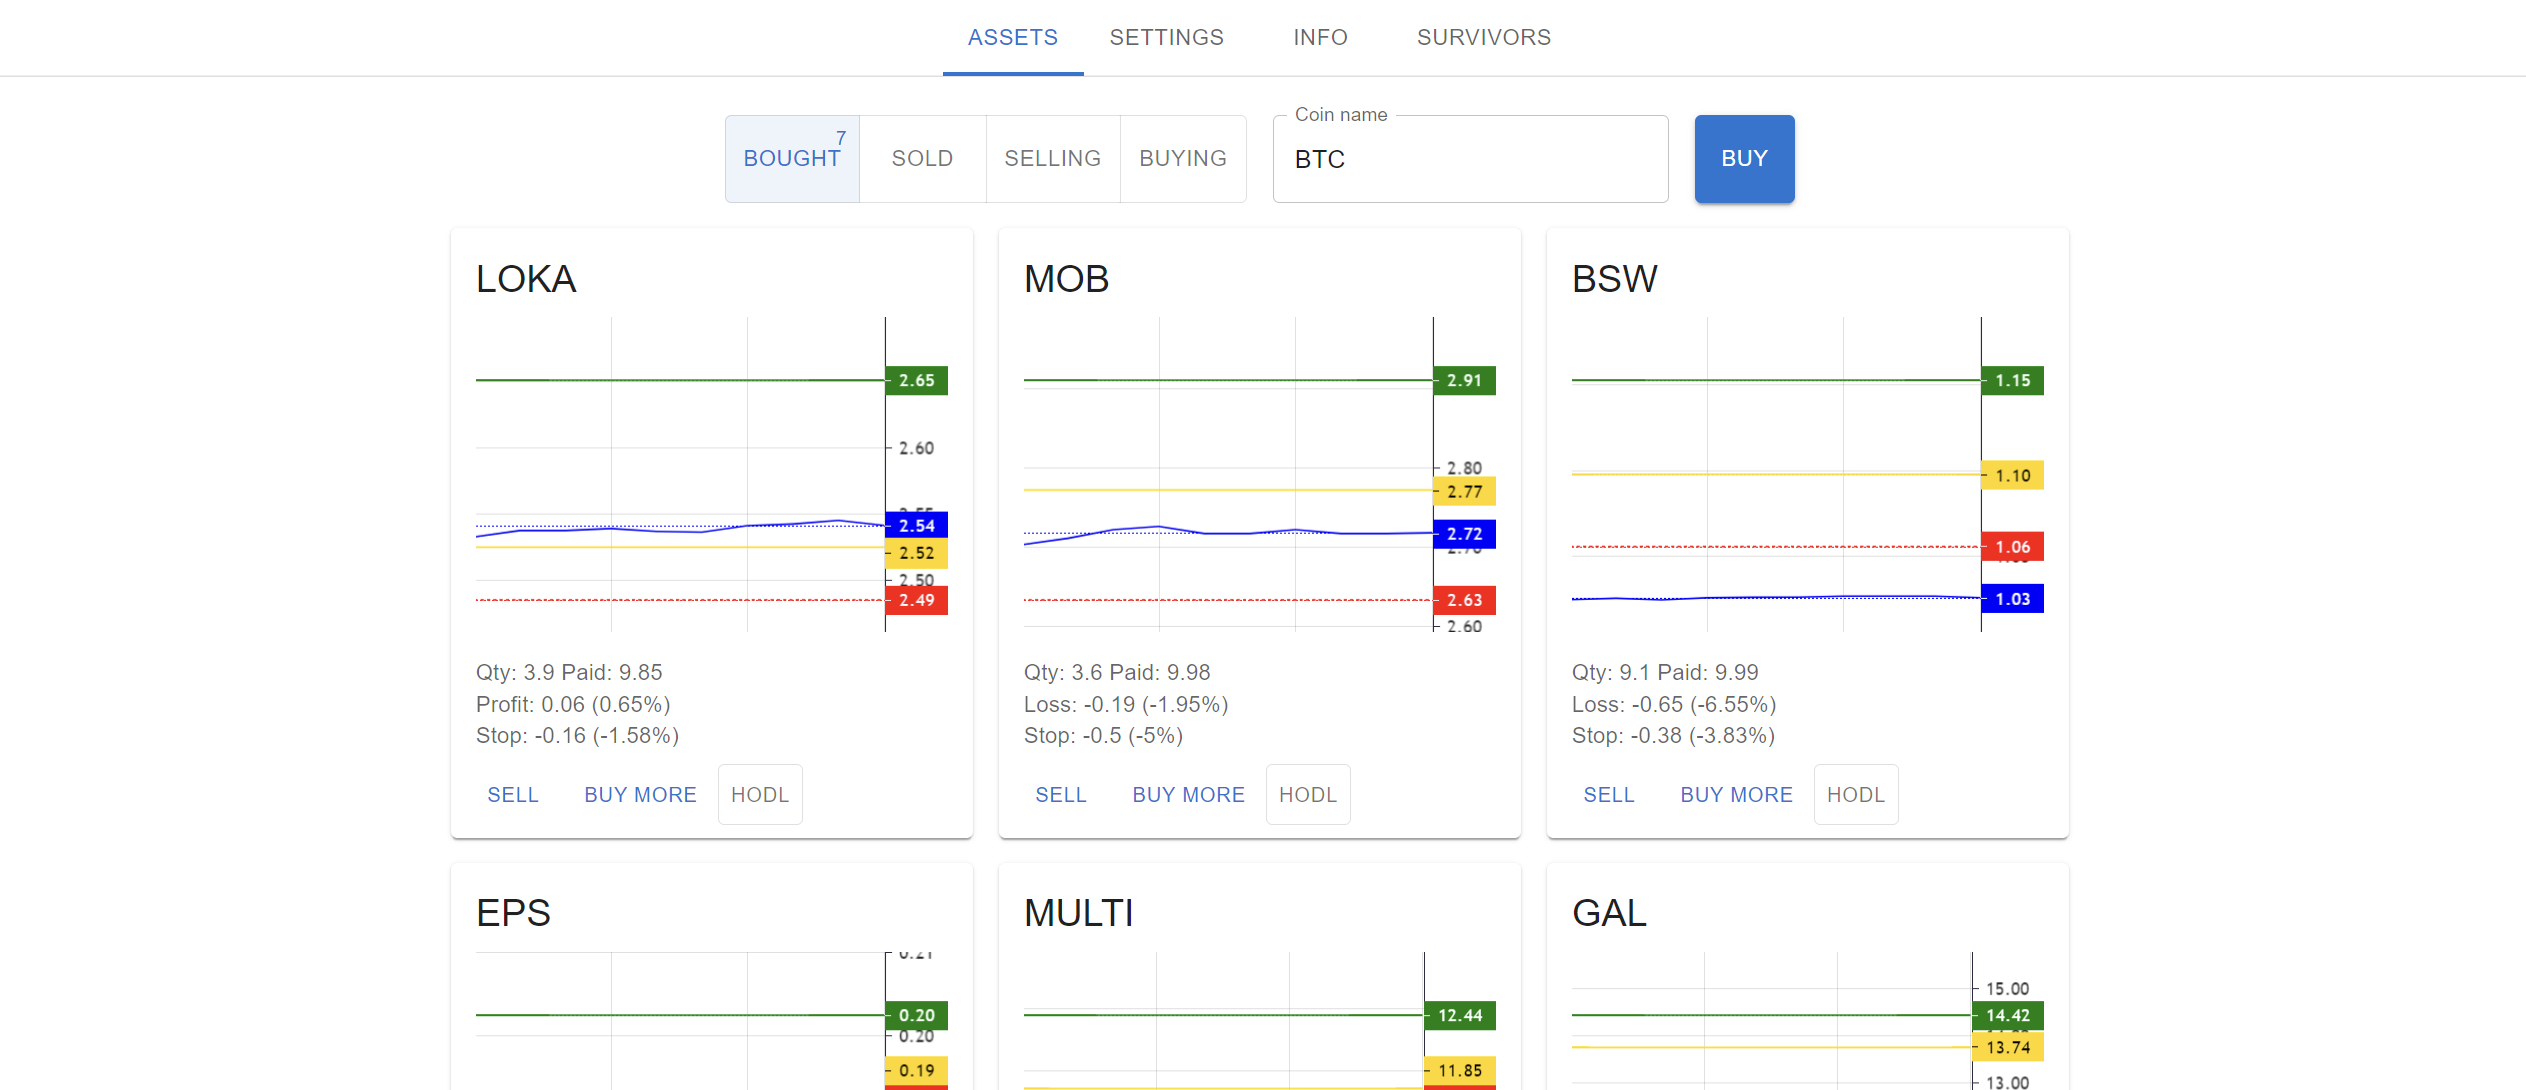 ASSETS SETTINGS INFO SURVIVORS
BOUGHT 7 SOLD SELLING BUYING
Coin name
BTC
BUY
LOKA
2.65
2.60
2.54
2.52
2.50
2.49
Qty: 3.9 Paid: 9.85
Profit: 0.06 (0.65%)
Stop: -0.16 (-1.58%)
SELL BUY MORE HODL
MOB
2.91
2.80
2.77
2.72
2.63
2.60
Qty: 3.6 Paid: 9.98
Loss: -0.19 (-1.95%)
Stop: -0.5 (-5%)
SELL BUY MORE HODL
BSW
1.15
1.10
1.06
1.03
Qty: 9.1 Paid: 9.99
Loss: -0.65 (-6.55%)
Stop: -0.38 (-3.83%)
SELL BUY MORE HODL
EPS
0.21
0.20
0.20
0.19
MULTI
12.44
11.85
GAL
15.00
14.42
13.74
13.00